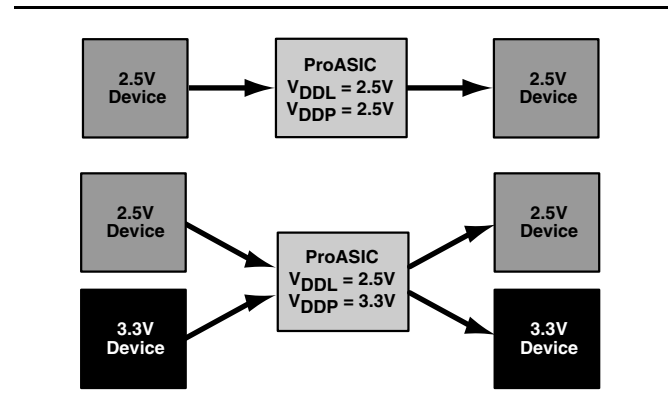 2.5V
Device
ProASIC
VDDL = 2.5V
VDDP = 2.5V
2.5V
Device
2.5V
Device
3.3V
Device
ProASIC
VDDL = 2.5V
VDDP = 3.3V
2.5V
Device
3.3V
Device